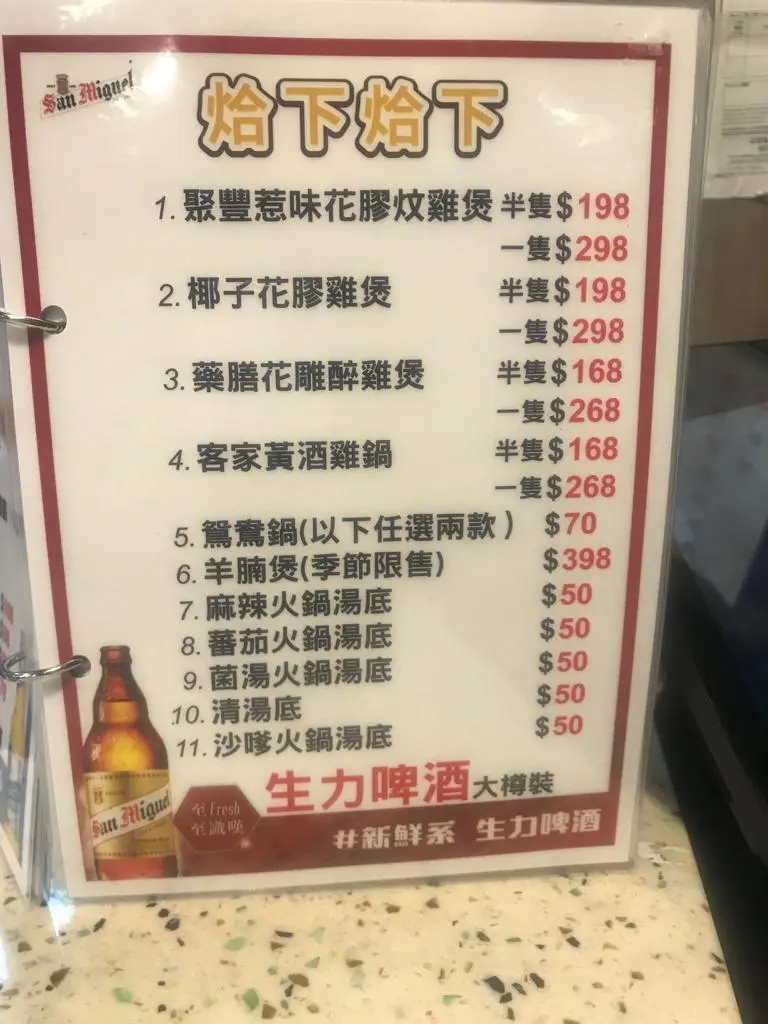 San Miguel
烚下烚下
1. 聚豐惹味花膠炆雞煲 半隻$198
一隻$298
2. 椰子花膠雞煲 半隻$198
一隻$298
3. 藥膳花雕醉雞煲 半隻$168
一隻$268
4. 客家黃酒雞鍋 半隻$168
一隻$268
5. 鴛鴦鍋(以下任選兩款) $70
6. 羊腩煲(季節限售) $398
7. 麻辣火鍋湯底 $50
8. 蕃茄火鍋湯底 $50
9. 菌湯火鍋湯底 $50
10. 清湯底 $50
11. 沙嗲火鍋湯底 $50
生力啤酒大樽裝
San Miguel
至Fresh
至識嘆
#新鮮系 生力啤酒